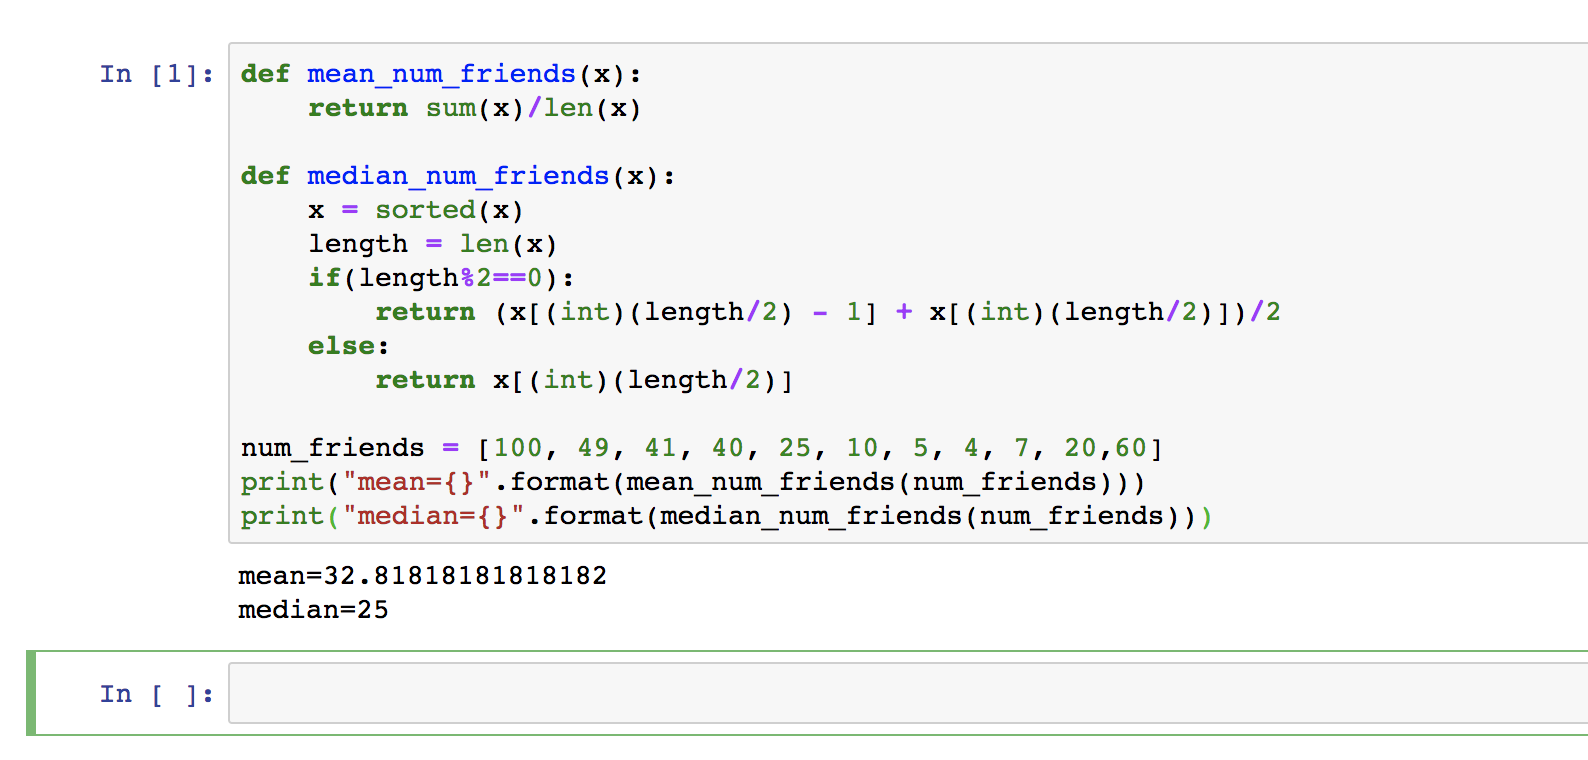 In [1]:
def mean_num_friends(x):
    return sum(x)/len(x)

def median_num_friends(x):
    x = sorted(x)
    length = len(x)
    if(length%2==0):
        return (x[(int)(length/2) - 1] + x[(int)(length/2)])/2
    else:
        return x[(int)(length/2)]

num_friends = [100, 49, 41, 40, 25, 10, 5, 4, 7, 20,60]
print("mean={}".format(mean_num_friends(num_friends)))
print("median={}".format(median_num_friends(num_friends)))
mean=32.81818181818182
median=25
In [ ]: